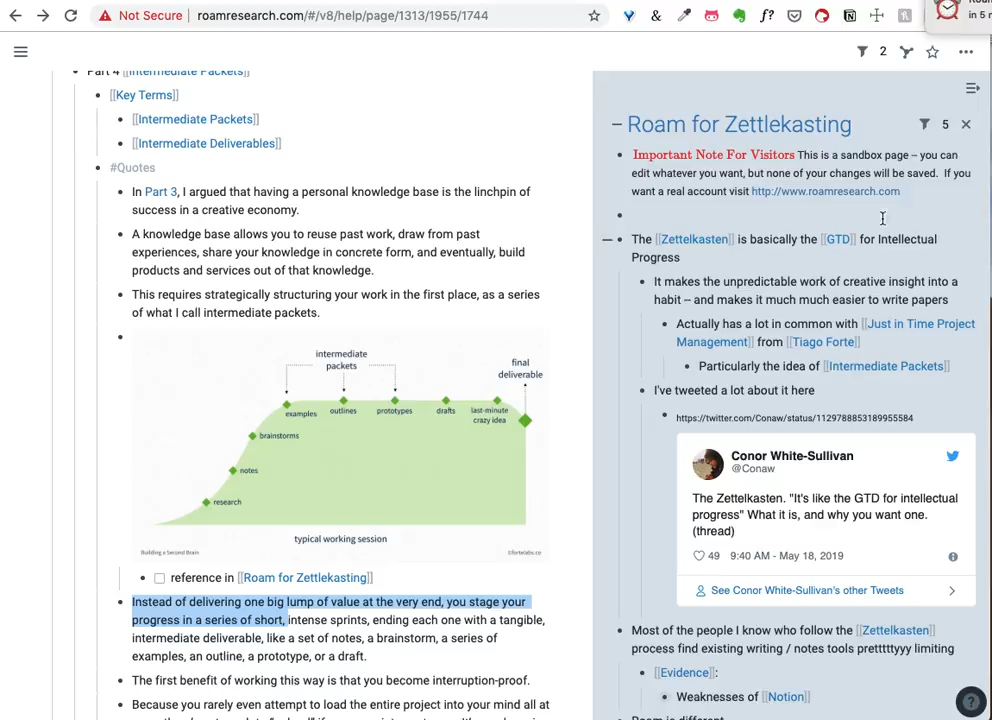 Not Secure | roamresearch.com/#/v8/help/page/1313/1955/1744
in 5 m
2
Part 4 [[Intermediate Packets]]
[[Key Terms]]
[[Intermediate Packets]]
[[Intermediate Deliverables]]
#Quotes
In Part 3, I argued that having a personal knowledge base is the linchpin of
success in a creative economy.
A knowledge base allows you to reuse past work, draw from past
experiences, share your knowledge in concrete form, and eventually, build
products and services out of that knowledge.
This requires strategically structuring your work in the first place, as a series
of what I call intermediate packets.
intermediate
packets
final
deliverable
examples
outlines
prototypes
drafts
last-minute
crazy idea
brainstorms
notes
research
typical working session
Building a Second Brain
©fortelabs.co
reference in [[Roam for Zettlekasting]]
Instead of delivering one big lump of value at the very end, you stage your
progress in a series of short, intense sprints, ending each one with a tangible,
intermediate deliverable, like a set of notes, a brainstorm, a series of
examples, an outline, a prototype, or a draft.
The first benefit of working this way is that you become interruption-proof.
Because you rarely even attempt to load the entire project into your mind all at
Roam for Zettlekasting
5
Important Note For Visitors This is a sandbox page -- you can
edit whatever you want, but none of your changes will be saved. If you
want a real account visit http://www.roamresearch.com
The [[Zettelkasten]] is basically the [[GTD]] for Intellectual
Progress
It makes the unpredictable work of creative insight into a
habit -- and makes it much much easier to write papers
Actually has a lot in common with [[Just in Time Project
Management]] from [[Tiago Forte]]
Particularly the idea of [[Intermediate Packets]]
I've tweeted a lot about it here
https://twitter.com/Conaw/status/1129788853189955584
Conor White-Sullivan
@Conaw
The Zettelkasten. "It's like the GTD for intellectual
progress" What it is, and why you want one.
(thread)
49 9:40 AM - May 18, 2019
See Conor White-Sullivan's other Tweets
Most of the people I know who follow the [[Zettelkasten]]
process find existing writing / notes tools prettttttyyy limiting
[[Evidence]]:
Weaknesses of [[Notion]]
Roam is different